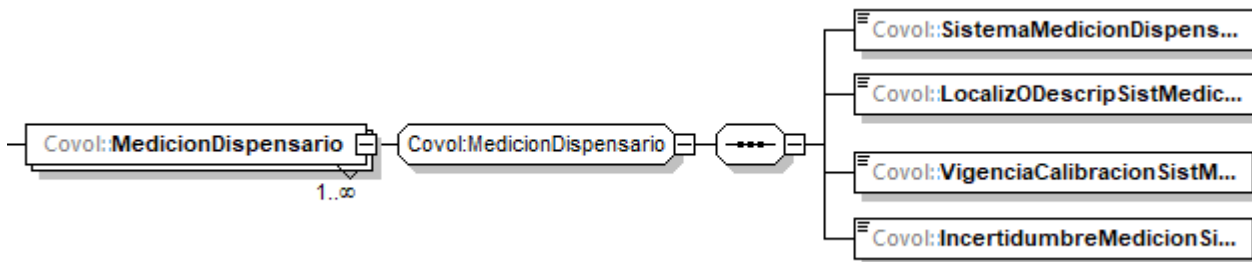 Covol::SistemaMedicionDispens...
Covol::LocalizODescripSistMedic...
Covol::MedicionDispensario
Covol:MedicionDispensario
1..∞
Covol::VigenciaCalibracionSistM...
Covol::IncertidumbreMedicionSi...